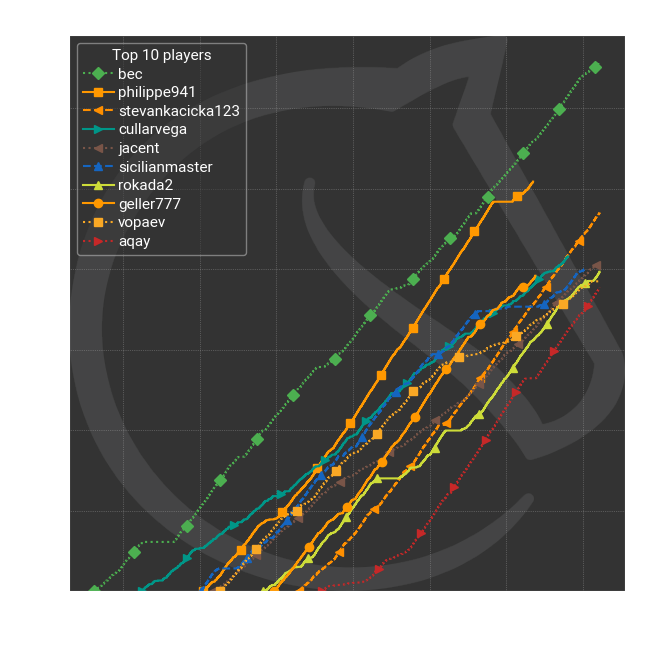 Top 10 players
bec
philippe941
stevankacicka123
cullarvega
jacent
sicilianmaster
rokada2
geller777
vopaev
aqay